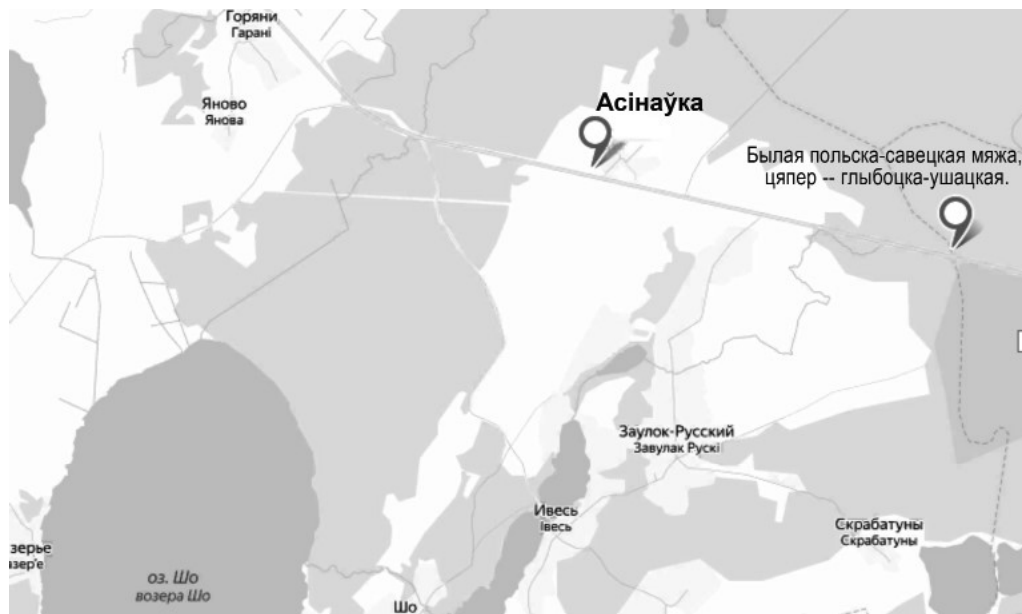 Горяни
Гарані
Яново
Янова
Асінаўка
Былая польска-савецкая мяжа,
цяпер -- глыбоцка-ушацкая.
Заулок-Русский
Завулак Рускі
Ивесь
Івесь
Скрабатуны
Скрабатуны
зерье
азер'е
оз. Шо
возера Шо
Шо